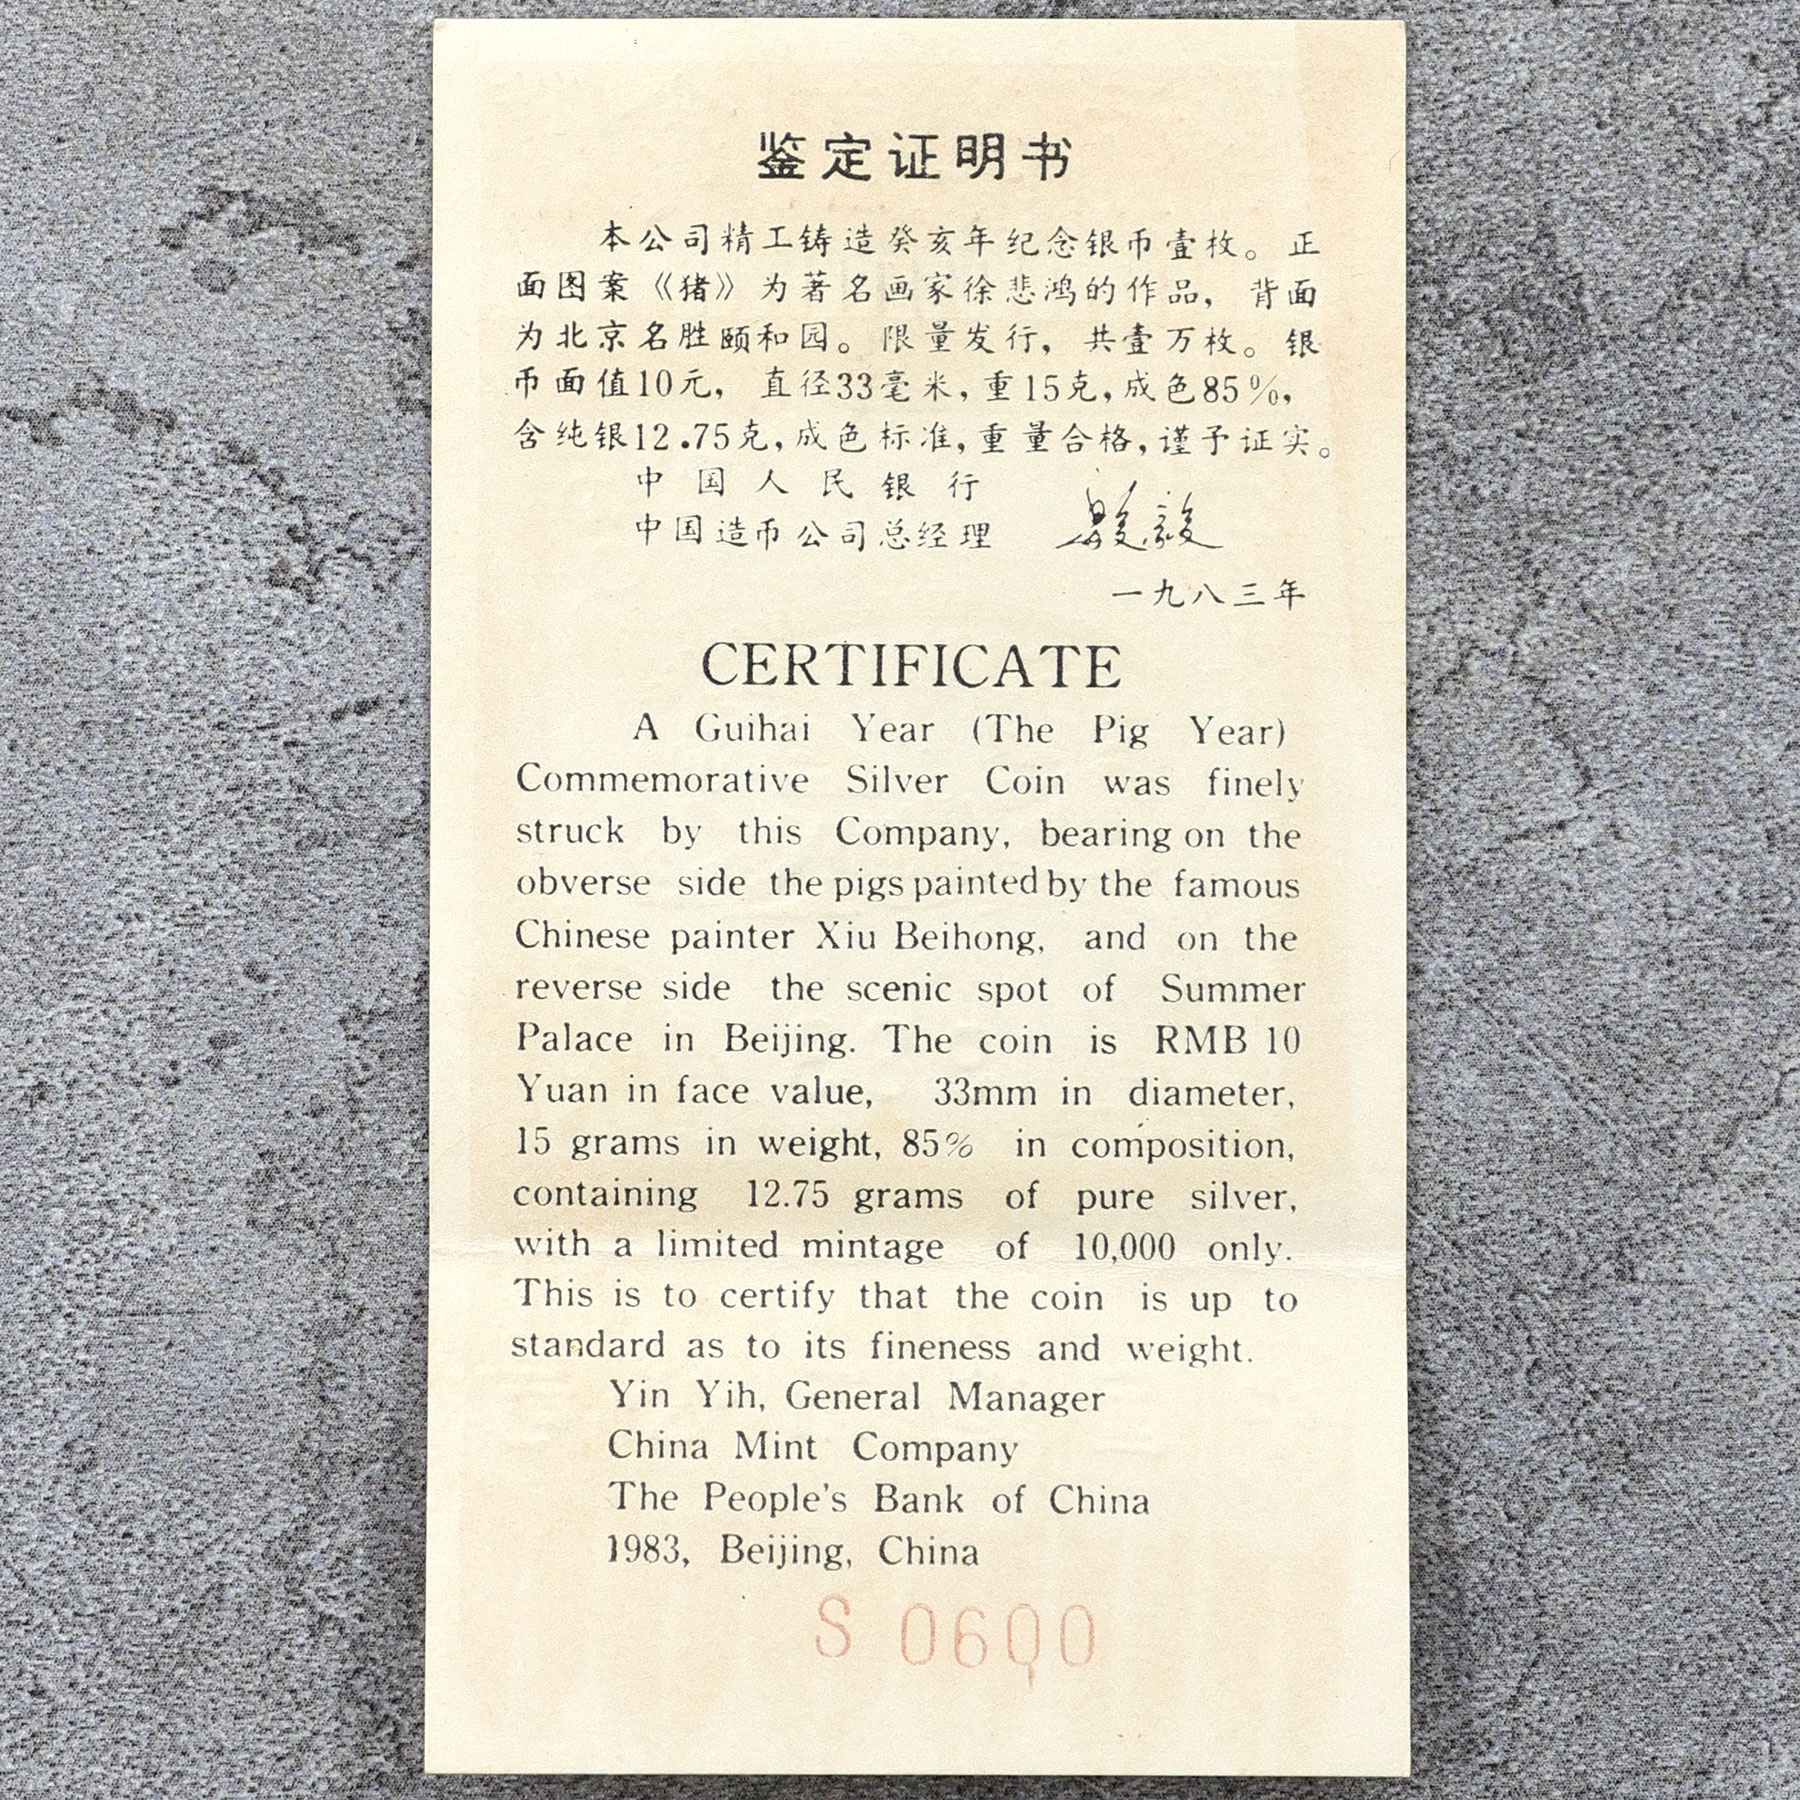 鉴定证明书
本公司精工铸造癸亥年纪念银币壹枚。正
面图案《猪》为著名画家徐悲鸿的作品，背面
为北京名胜颐和园。限量发行，共壹万枚。银
币面值10元，直径33毫米，重15克，成色85%，
含纯银12.75克，成色标准，重量合格，谨予证实。
中国人民银行
中国造币公司总经理
一九八三年
CERTIFICATE
A Guihai Year (The Pig Year)
Commemorative Silver Coin was finely
struck by this Company, bearing on the
obverse side the pigs painted by the famous
Chinese painter Xiu Beihong, and on the
reverse side the scenic spot of Summer
Palace in Beijing. The coin is RMB 10
Yuan in face value, 33mm in diameter,
15 grams in weight, 85% in composition,
containing 12.75 grams of pure silver,
with a limited mintage of 10,000 only.
This is to certify that the coin is up to
standard as to its fineness and weight.
Yin Yih, General Manager
China Mint Company
The People's Bank of China
1983, Beijing, China
S 0600